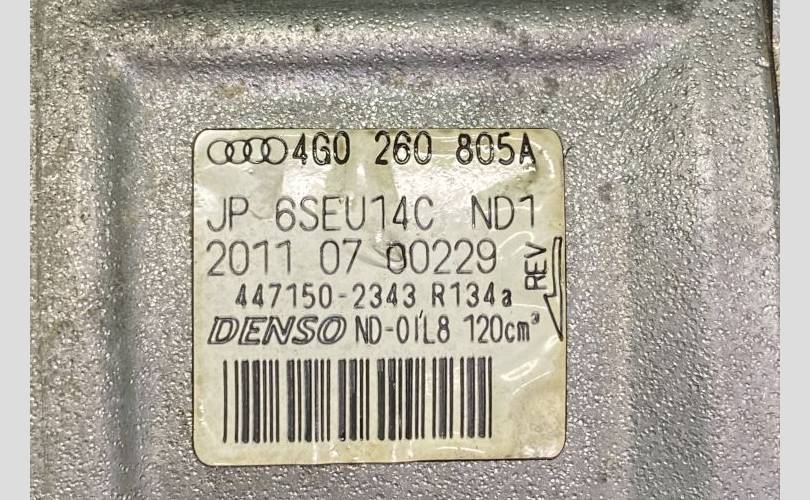 4G0 260 805A
JP 6SEU14C ND1
2011 07 00229
REV
447150-2343 R134a
DENSO ND-OIL8 120cm³